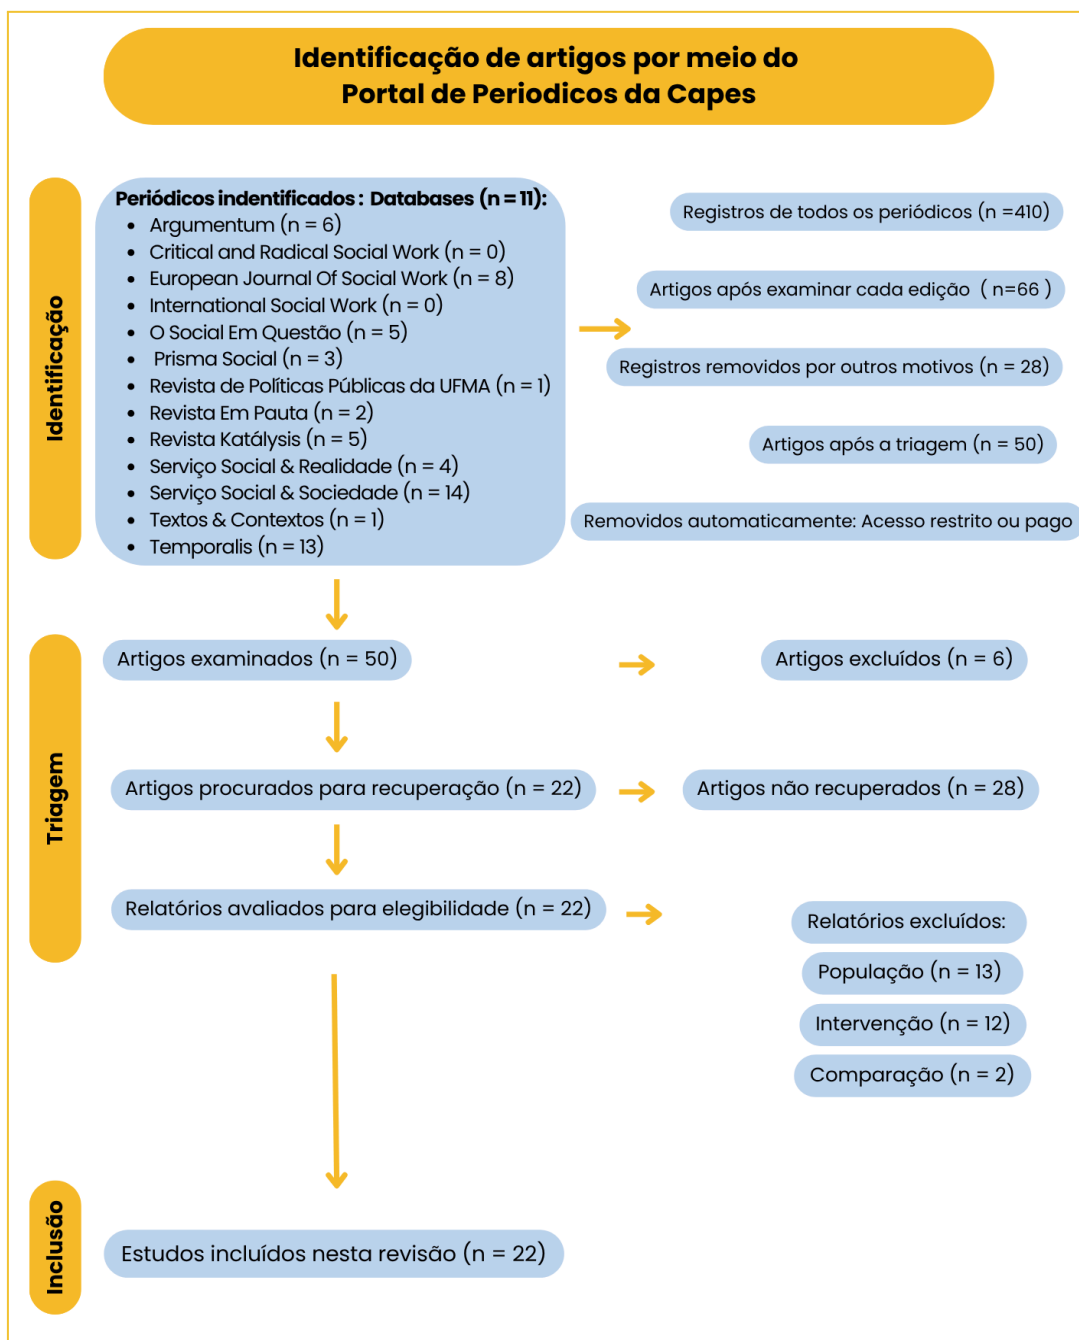 Identificação de artigos por meio do
Portal de Periodicos da Capes
Identificação
Periódicos indentificados : Databases (n = 11):
Argumentum (n = 6)
Critical and Radical Social Work (n = 0)
European Journal Of Social Work (n = 8)
International Social Work (n = 0)
O Social Em Questão (n = 5)
Prisma Social (n = 3)
Revista de Políticas Públicas da UFMA (n = 1)
Revista Em Pauta (n = 2)
Revista Katálysis (n = 5)
Serviço Social & Realidade (n = 4)
Serviço Social & Sociedade (n = 14)
Textos & Contextos (n = 1)
Temporalis (n = 13)
Registros de todos os periódicos (n =410)
Artigos após examinar cada edição ( n=66 )
Registros removidos por outros motivos (n = 28)
Artigos após a triagem (n = 50)
Removidos automaticamente: Acesso restrito ou pago
Triagem
Artigos examinados (n = 50)
Artigos excluídos (n = 6)
Artigos procurados para recuperação (n = 22)
Artigos não recuperados (n = 28)
Relatórios avaliados para elegibilidade (n = 22)
Relatórios excluídos:
População (n = 13)
Intervenção (n = 12)
Comparação (n = 2)
Inclusão
Estudos incluídos nesta revisão (n = 22)